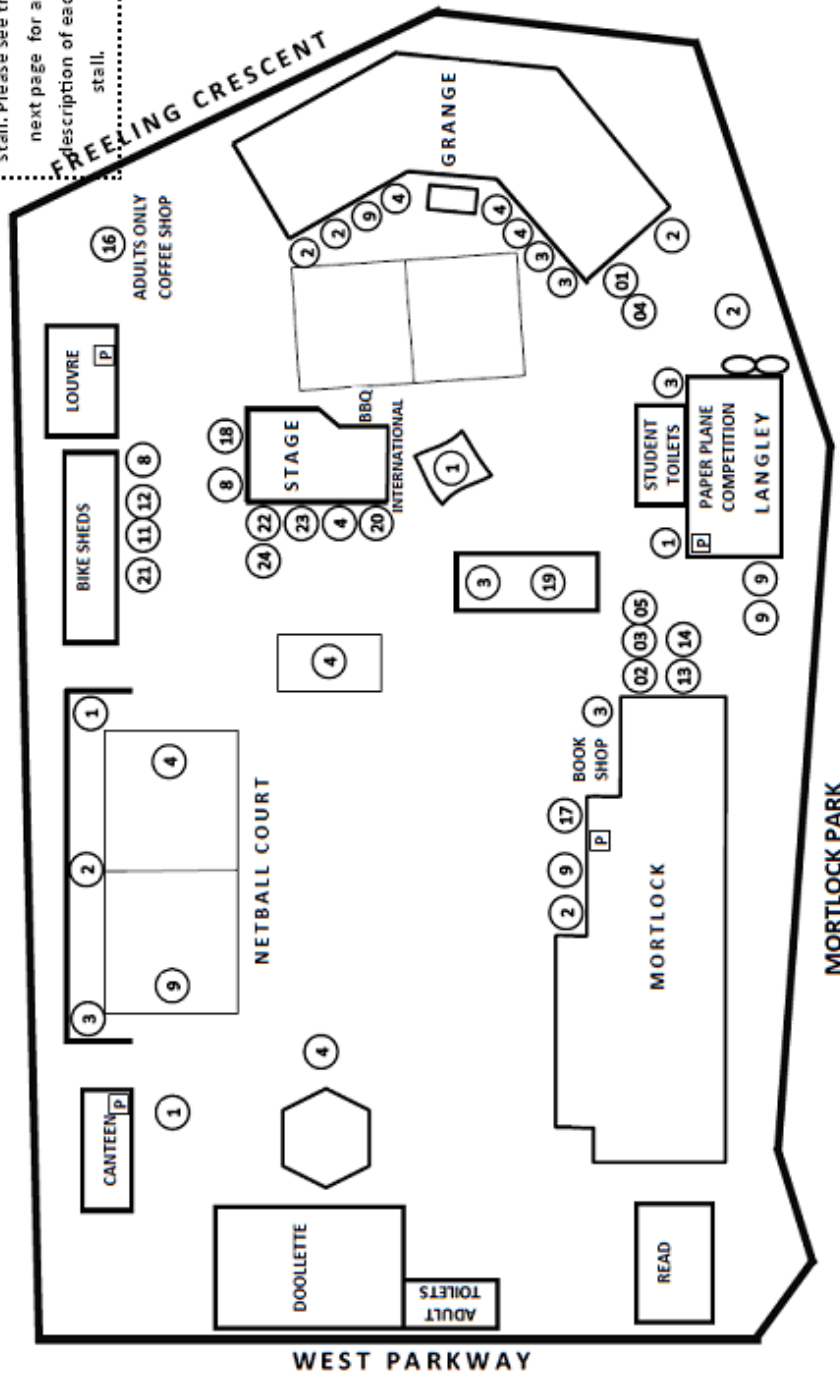 stall. Please see th
next page for a
description of eac
stall.
FREELING CRESCENT
16
ADULTS ONLY
COFFEE SHOP
LOUVRE
P
GRANGE
4
9
2
2
4
4
3
3
01
04
2
2
BIKE SHEDS
8
12
11
21
18
8
STAGE
BBQ
INTERNATIONAL
22
23
4
20
24
1
3
STUDENT
TOILETS
PAPER PLANE
COMPETITION
LANGLEY
P
1
9
9
3
19
05
03
02
14
13
4
1
4
2
9
3
NETBALL COURT
3
BOOK
SHOP
17
9
2
P
MORTLOCK
MORTLOCK PARK
4
CANTEEN
P
1
DOOLLETTE
ADULT
TOILETS
READ
WEST PARKWAY